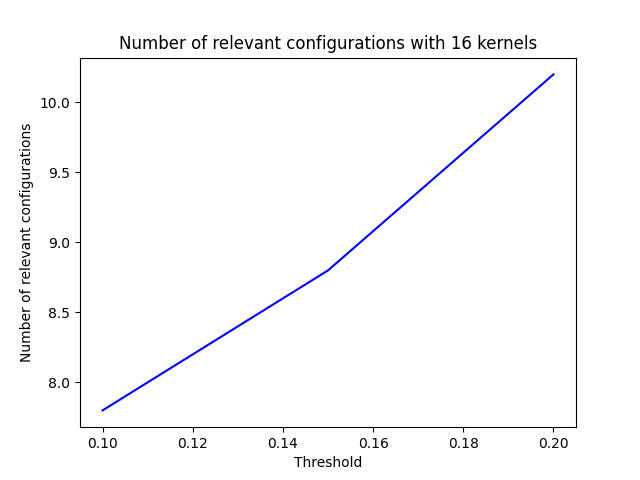 Number of relevant configurations with 16 kernels
Number of relevant configurations
10.0
9.5
9.0
8.5
8.0
0.10 0.12 0.14 0.16 0.18 0.20
Threshold